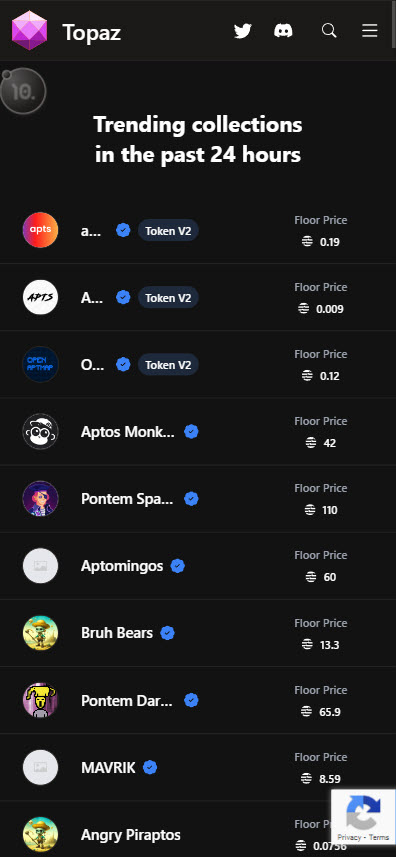 Topaz
10.
Trending collections
in the past 24 hours
apts a... Token V2 Floor Price
0.19
APTS A... Token V2 Floor Price
0.009
OPEN APTMAP O... Token V2 Floor Price
0.12
Aptos Monk... Floor Price
42
Pontem Spa... Floor Price
110
Aptomingos Floor Price
60
Bruh Bears Floor Price
13.3
Pontem Dar... Floor Price
65.9
MAVRIK Floor Price
8.59
Angry Piraptos Floor
0.0756
Privacy - Terms